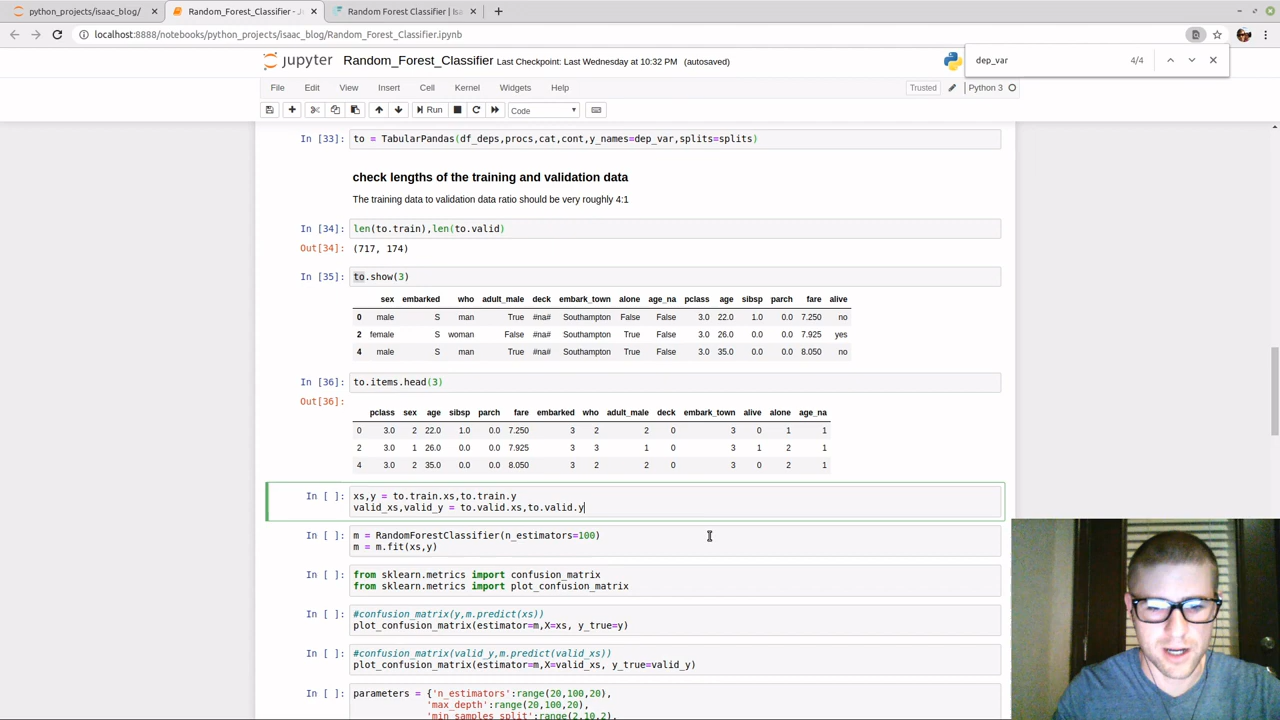 python_projects/isaac_blog/
Random_Forest_Classifier - J
Random Forest Classifier | Isa
localhost:8888/notebooks/python_projects/isaac_blog/Random_Forest_Classifier.ipynb
jupyter Random_Forest_Classifier Last Checkpoint: Last Wednesday at 10:32 PM (autosaved)
dep_var 4/4
File Edit View Insert Cell Kernel Widgets Help
Trusted Python 3
Run Code
In [33]: to = TabularPandas(df_deps,procs,cat,cont,y_names=dep_var,splits=splits)
check lengths of the training and validation data
The training data to validation data ratio should be very roughly 4:1
In [34]: len(to.train),len(to.valid)
Out[34]: (717, 174)
In [35]: to.show(3)
sex embarked who adult_male deck embark_town alone age_na pclass age sibsp parch fare alive
0 male S man True #na# Southampton False False 3.0 22.0 1.0 0.0 7.250 no
2 female S woman False #na# Southampton True False 3.0 26.0 0.0 0.0 7.925 yes
4 male S man True #na# Southampton True False 3.0 35.0 0.0 0.0 8.050 no
In [36]: to.items.head(3)
Out[36]:
pclass sex age sibsp parch fare embarked who adult_male deck embark_town alive alone age_na
0 3.0 2 22.0 1.0 0.0 7.250 3 2 2 0 3 0 1 1
2 3.0 1 26.0 0.0 0.0 7.925 3 3 1 0 3 1 2 1
4 3.0 2 35.0 0.0 0.0 8.050 3 2 2 0 3 0 2 1
In [ ]: xs,y = to.train.xs,to.train.y
valid_xs,valid_y = to.valid.xs,to.valid.y
In [ ]: m = RandomForestClassifier(n_estimators=100)
m = m.fit(xs,y)
In [ ]: from sklearn.metrics import confusion_matrix
from sklearn.metrics import plot_confusion_matrix
In [ ]: #confusion_matrix(y,m.predict(xs))
plot_confusion_matrix(estimator=m,X=xs, y_true=y)
In [ ]: #confusion_matrix(valid_y,m.predict(valid_xs))
plot_confusion_matrix(estimator=m,X=valid_xs, y_true=valid_y)
In [ ]: parameters = {'n_estimators':range(20,100,20),
'max_depth':range(20,100,20),
'min_samples_split':range(2,10,2),